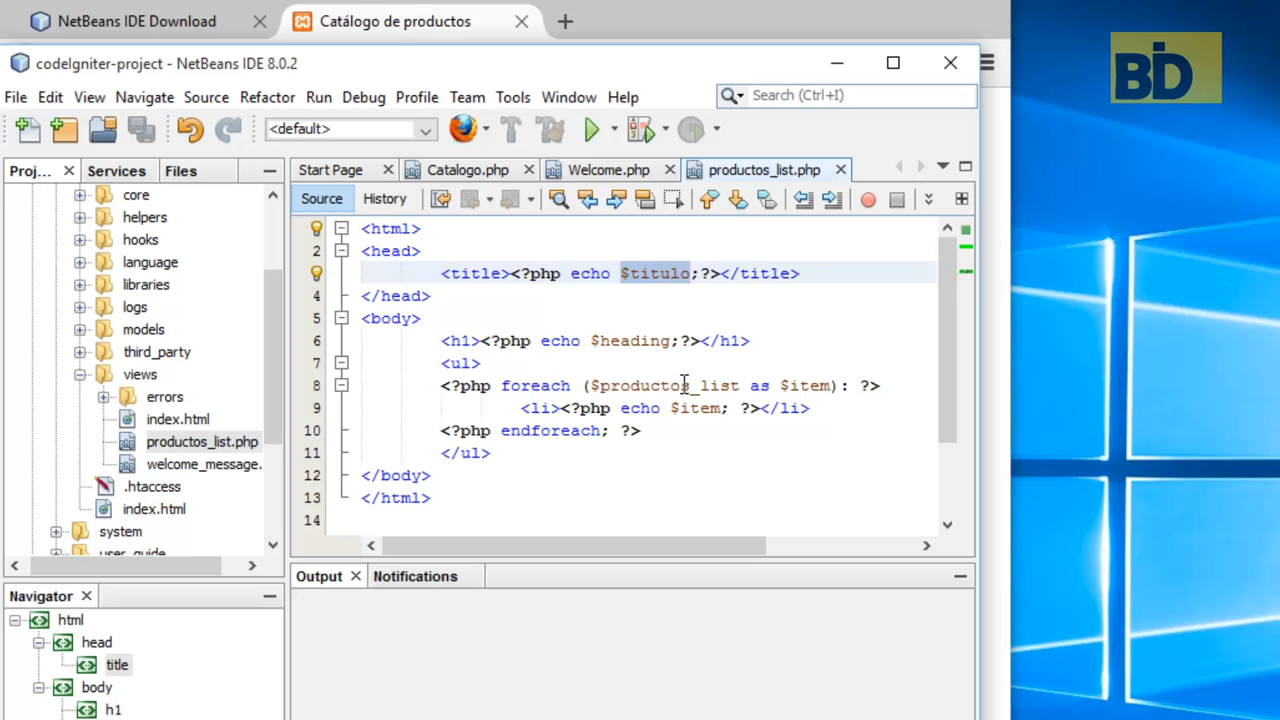 NetBeans IDE Download
Catálogo de productos
BID
codeIgniter-project - NetBeans IDE 8.0.2
File Edit View Navigate Source Refactor Run Debug Profile Team Tools Window Help
Search (Ctrl+I)
<default>
Proj... Services Files
Start Page Catalogo.php Welcome.php productos_list.php
Source History
core
helpers
hooks
language
libraries
logs
models
third_party
views
errors
index.html
productos_list.php
welcome_message.
.htaccess
index.html
system
user_guide
<html>
2 <head>
<title><?php echo $titulo;?></title>
4 </head>
5 <body>
6 <h1><?php echo $heading;?></h1>
7 <ul>
8 <?php foreach ($productos_list as $item): ?>
9 <li><?php echo $item; ?></li>
10 <?php endforeach; ?>
11 </ul>
12 </body>
13 </html>
14
Output Notifications
Navigator
html
head
title
body
h1